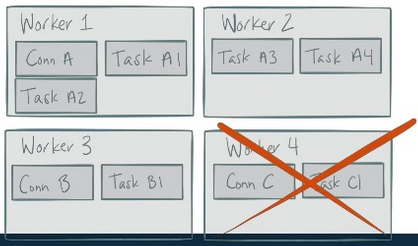 Worker 1
Conn A
Task A1
Task A2
Worker 2
Task A3
Task A4
Worker 3
Conn B
Task B1
Worker 4
Conn C
Task C1